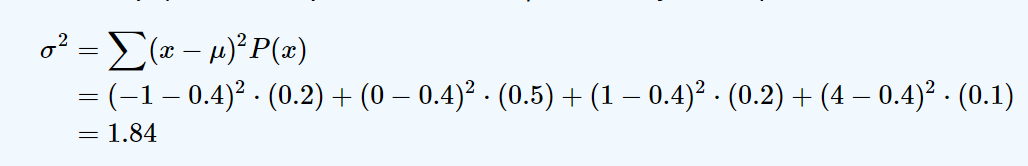 σ² = ∑(x − μ)²P(x)
= (−1 − 0.4)² · (0.2) + (0 − 0.4)² · (0.5) + (1 − 0.4)² · (0.2) + (4 − 0.4)² · (0.1)
= 1.84